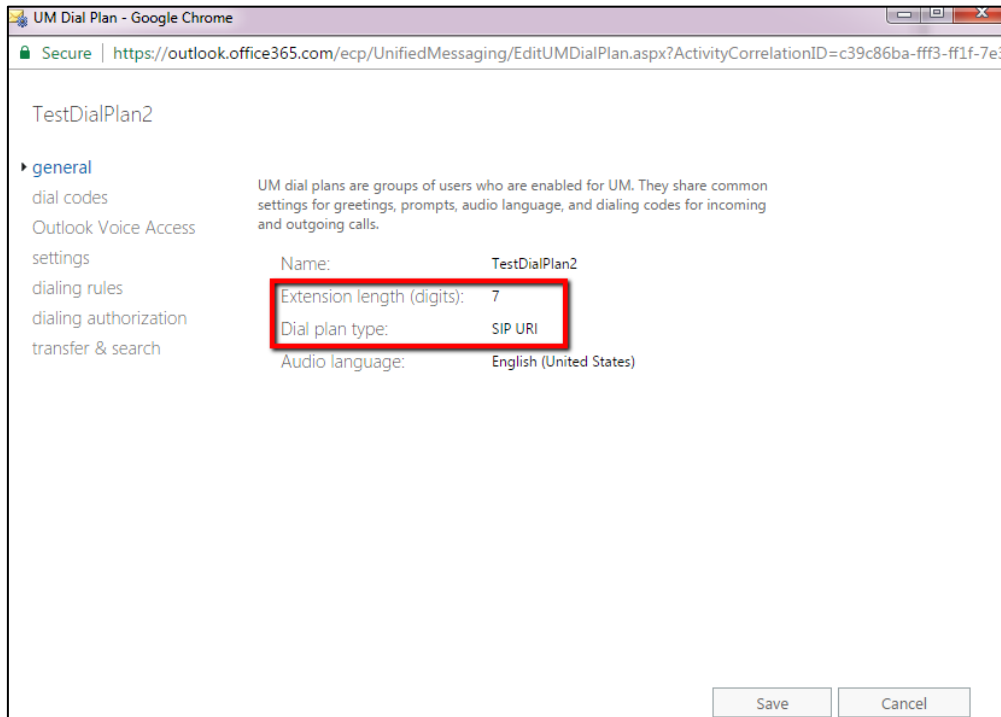 UM Dial Plan - Google Chrome
Secure | https://outlook.office365.com/ecp/UnifiedMessaging/EditUMDialPlan.aspx?ActivityCorrelationID=c39c86ba-fff3-ff1f-7e3
TestDialPlan2
general
dial codes
Outlook Voice Access
settings
dialing rules
dialing authorization
transfer & search
UM dial plans are groups of users who are enabled for UM. They share common
settings for greetings, prompts, audio language, and dialing codes for incoming
and outgoing calls.
Name: TestDialPlan2
Extension length (digits): 7
Dial plan type: SIP URI
Audio language: English (United States)
Save Cancel